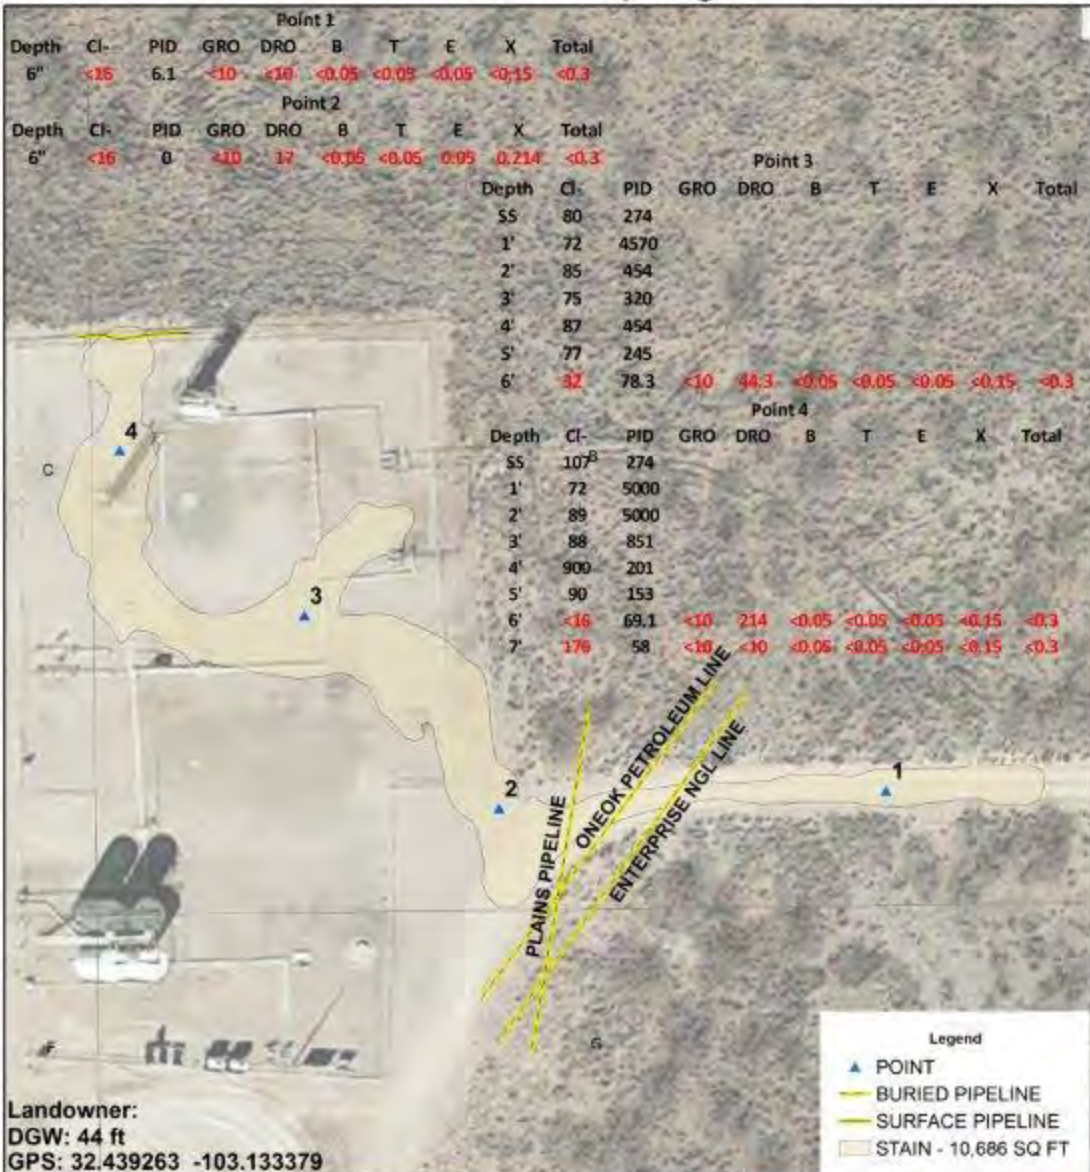 Point 1
Depth Cl- PID GRO DRO B T E X Total
6" <16 6.1 <10 <10 <0.05 <0.05 <0.05 <0.15 <0.3
Point 2
Depth Cl- PID GRO DRO B T E X Total
6" <16 0 <10 17 <0.05 <0.05 0.05 0.214 <0.3
Point 3
Depth Cl- PID GRO DRO B T E X Total
SS 80 274
1' 72 4570
2' 85 454
3' 75 320
4' 87 454
5' 77 245
6' 32 78.3 <10 44.3 <0.05 <0.05 <0.05 <0.15 <0.3
Point 4
Depth Cl- PID GRO DRO B T E X Total
SS 107 274
B
1' 72 5000
2' 89 5000
3' 88 851
4' 900 201
5' 90 153
6' <16 69.1 <10 214 <0.05 <0.05 <0.05 <0.15 <0.3
7' 176 58 <10 <10 <0.05 <0.05 <0.05 <0.15 <0.3
4
C
3
2
1
PLAINS PIPELINE
ONEOK PETROLEUM LINE
ENTERPRISE NGL LINE
F
G
Legend
POINT
BURIED PIPELINE
SURFACE PIPELINE
STAIN - 10,686 SQ FT
Landowner:
DGW: 44 ft
GPS: 32.439263 -103.133379